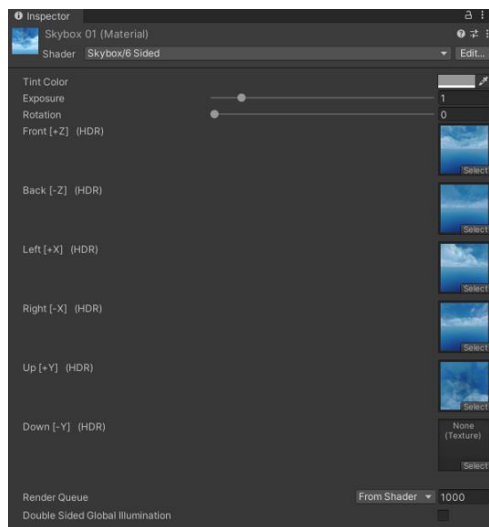 Inspector
Skybox 01 (Material)
Shader Skybox/6 Sided Edit...
Tint Color
Exposure 1
Rotation 0
Front [+Z] (HDR)
Select
Back [-Z] (HDR)
Select
Left [+X] (HDR)
Select
Right [-X] (HDR)
Select
Up [+Y] (HDR)
Select
Down [-Y] (HDR) None
(Texture)
Select
Render Queue From Shader 1000
Double Sided Global Illumination